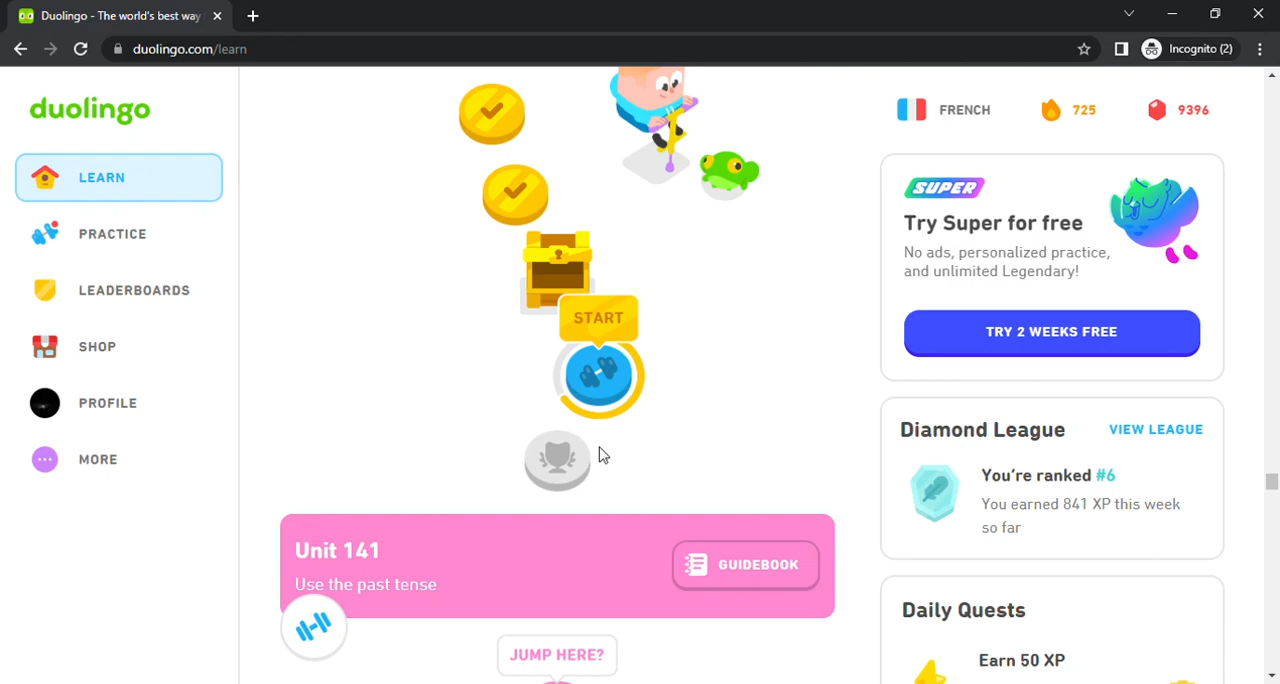 Duolingo - The world's best way
duolingo.com/learn
Incognito (2)
duolingo
LEARN
PRACTICE
LEADERBOARDS
SHOP
PROFILE
MORE
START
Unit 141
Use the past tense
GUIDEBOOK
JUMP HERE?
FRENCH
725
9396
SUPER
Try Super for free
No ads, personalized practice,
and unlimited Legendary!
TRY 2 WEEKS FREE
Diamond League
VIEW LEAGUE
You're ranked #6
You earned 841 XP this week
so far
Daily Quests
Earn 50 XP